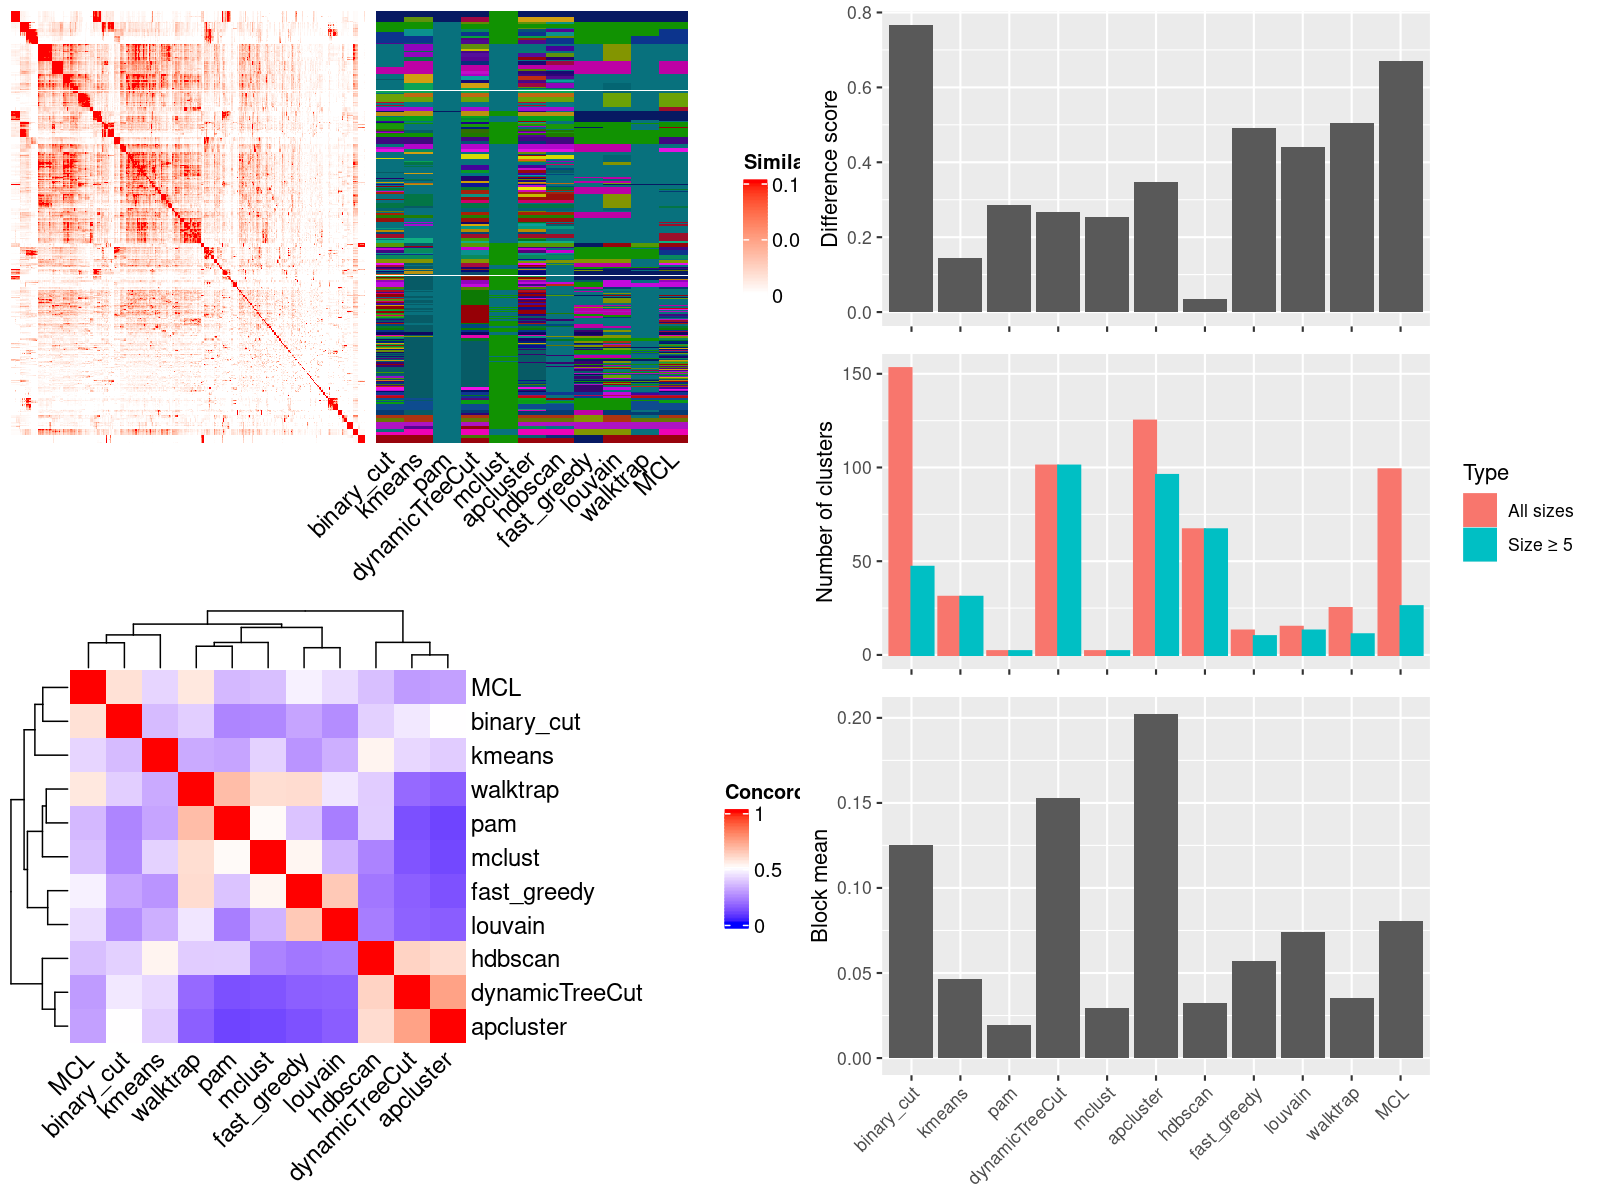 Simila
0.1
0.0
0
binary_cut
kmeans
pam
dynamicTreeCut
mclust
apcluster
hdbscan
fast_greedy
louvain
walktrap
MCL
MCL
binary_cut
kmeans
walktrap
pam
mclust
fast_greedy
louvain
hdbscan
dynamicTreeCut
apcluster
MCL
binary_cut
kmeans
walktrap
pam
mclust
fast_greedy
louvain
hdbscan
dynamicTreeCut
apcluster
Concord
1
0.5
0
Difference score
0.8
0.6
0.4
0.2
0.0
Number of clusters
150
100
50
0
Type
All sizes
Size ≥ 5
Block mean
0.20
0.15
0.10
0.05
0.00
binary_cut
kmeans
pam
dynamicTreeCut
mclust
apcluster
hdbscan
fast_greedy
louvain
walktrap
MCL